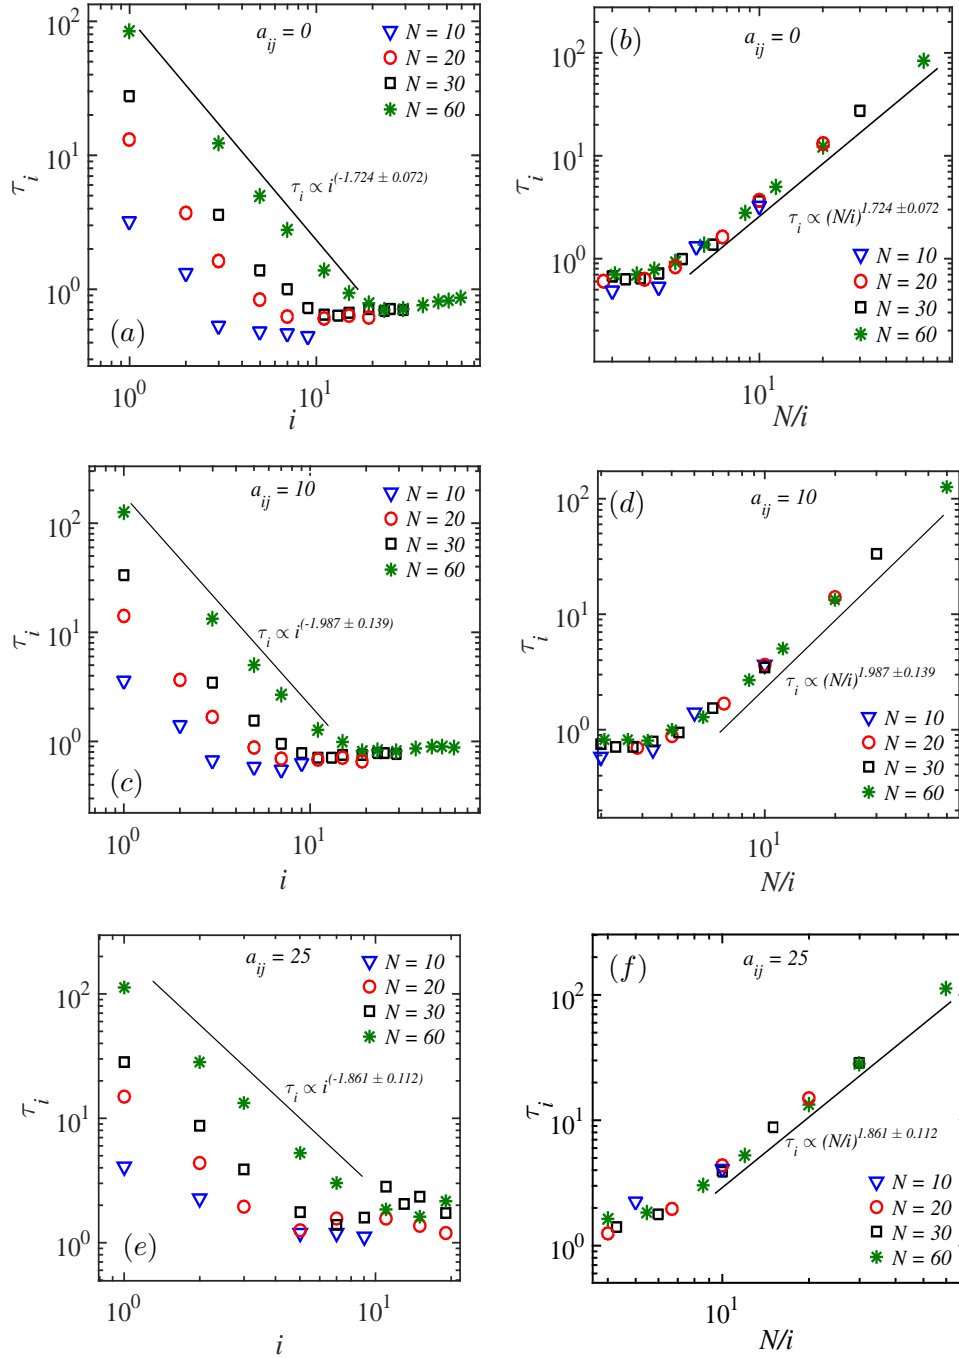 (a)
a_ij = 0
N = 10
N = 20
N = 30
N = 60
τ_i ∝ i^(-1.724 ± 0.072)
τ_i
10^2
10^1
10^0
10^0
10^1
i
(b)
a_ij = 0
τ_i ∝ (N/i)^1.724 ±0.072
N = 10
N = 20
N = 30
N = 60
τ_i
10^2
10^1
10^0
10^1
N/i
(c)
a_ij = 10
N = 10
N = 20
N = 30
N = 60
τ_i ∝ i^(-1.987 ± 0.139)
τ_i
10^2
10^1
10^0
10^0
10^1
i
(d)
a_ij = 10
τ_i ∝ (N/i)^1.987 ±0.139
N = 10
N = 20
N = 30
N = 60
τ_i
10^2
10^1
10^0
10^1
N/i
(e)
a_ij = 25
N = 10
N = 20
N = 30
N = 60
τ_i ∝ i^(-1.861 ± 0.112)
τ_i
10^2
10^1
10^0
10^0
10^1
i
(f)
a_ij = 25
τ_i ∝ (N/i)^1.861 ± 0.112
N = 10
N = 20
N = 30
N = 60
τ_i
10^2
10^1
10^0
10^1
N/i